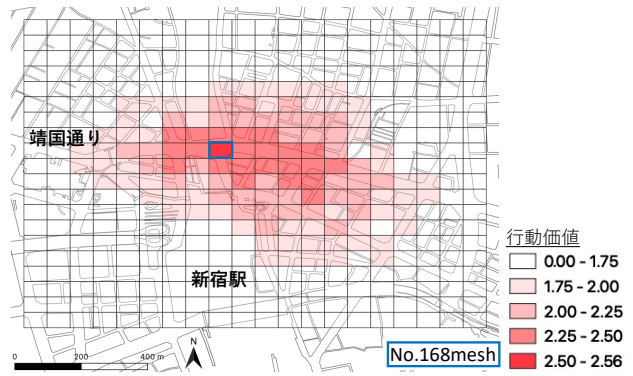 靖国通り
新宿駅
行動価値
0.00 - 1.75
1.75 - 2.00
2.00 - 2.25
2.25 - 2.50
2.50 - 2.56
No.168mesh
N
0 200 400 m